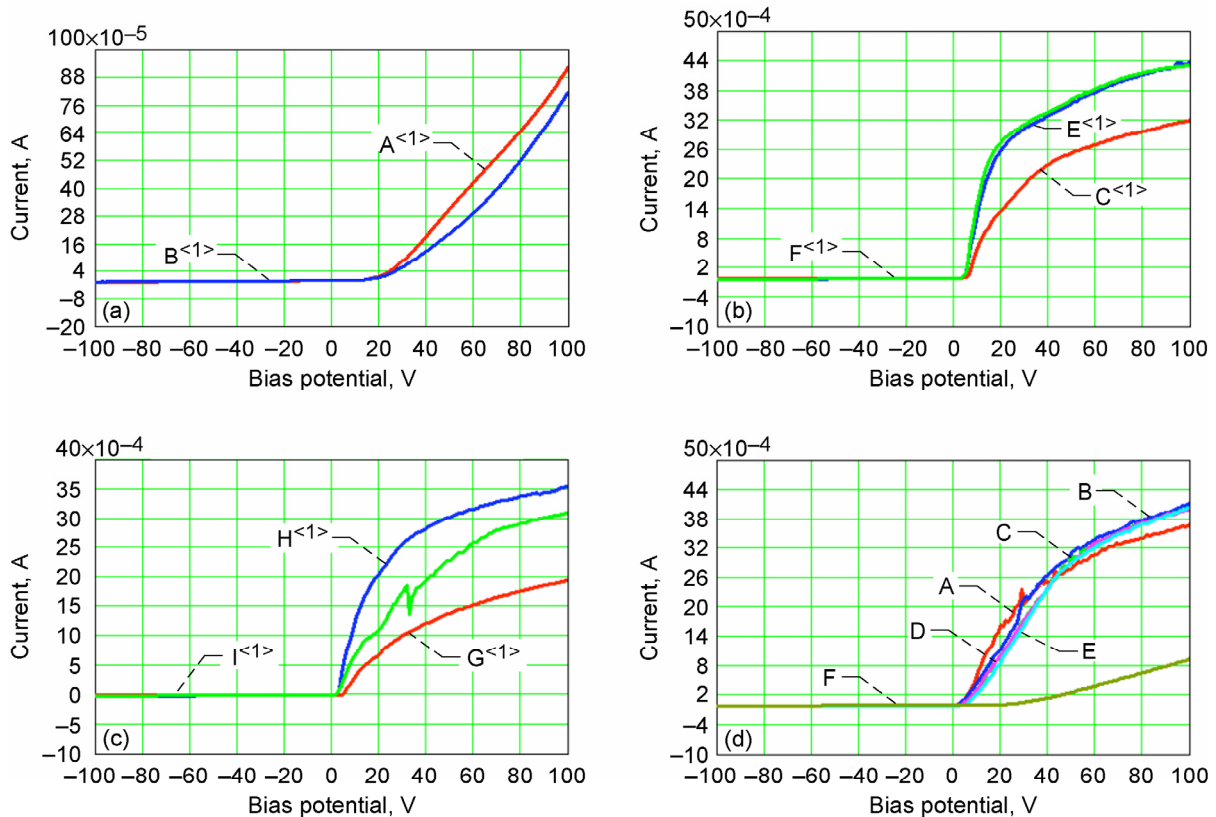 100×10–5
88
76
64
52
40
28
16
4
–8
–20
Current, A
A<1>
B<1>
(a)
–100 –80 –60 –40 –20 0 20 40 60 80 100
Bias potential, V
50×10–4
44
38
32
26
20
14
8
2
–4
–10
Current, A
E<1>
C<1>
F<1>
(b)
–100 –80 –60 –40 –20 0 20 40 60 80 100
Bias potential, V
40×10–4
35
30
25
20
15
10
5
0
–5
–10
Current, A
H<1>
I<1>
G<1>
(c)
–100 –80 –60 –40 –20 0 20 40 60 80 100
Bias potential, V
50×10–4
44
38
32
26
20
14
8
2
–4
–10
Current, A
B
C
A
D
E
F
(d)
–100 –80 –60 –40 –20 0 20 40 60 80 100
Bias potential, V